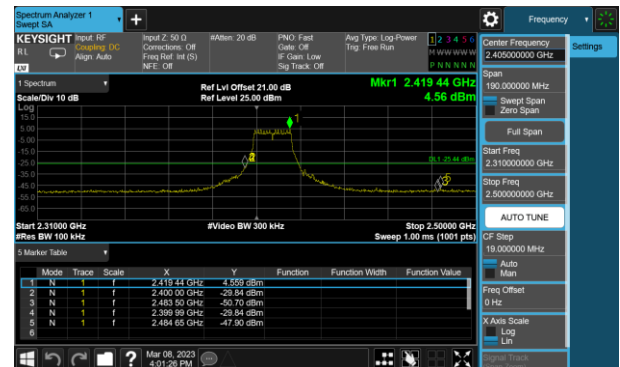 Spectrum Analyzer 1
Swept SA
Frequency
KEYSIGHT
Input: RF
Input Z: 50 Ω
#Atten: 20 dB
PNO: Fast
Avg Type: Log-Power
1 2 3 4 5 6
RL
Coupling: DC
Corrections: Off
Gate: Off
Trig: Free Run
M W W W W W
Align: Auto
Freq Ref: Int (S)
IF Gain: Low
P N N N N N
LXI
NFE: Off
Sig Track: Off
Center Frequency
2.405000000 GHz
Settings
1 Spectrum
Ref Lvl Offset 21.00 dB
Mkr1 2.419 44 GHz
Scale/Div 10 dB
Ref Level 25.00 dBm
4.56 dBm
Log
15.0
5.00
-5.00
-15.0
-25.0
-35.0
-45.0
-55.0
-65.0
1
2
3
DL1 -25.44 dBm
Start 2.31000 GHz
#Video BW 300 kHz
Stop 2.50000 GHz
#Res BW 100 kHz
Sweep 1.00 ms (1001 pts)
Span
190.000000 MHz
Swept Span
Zero Span
Full Span
Start Freq
2.310000000 GHz
Stop Freq
2.500000000 GHz
AUTO TUNE
CF Step
19.000000 MHz
Auto
Man
Freq Offset
0 Hz
X Axis Scale
Log
Lin
Signal Track
5 Marker Table
Mode Trace Scale X Y Function Function Width Function Value
1 N 1 f 2.419 44 GHz 4.559 dBm
2 N 1 f 2.400 00 GHz -29.84 dBm
3 N 1 f 2.483 50 GHz -50.70 dBm
4 N 1 f 2.399 99 GHz -29.84 dBm
5 N 1 f 2.484 65 GHz -47.90 dBm
6
?
Mar 08, 2023
4:01:26 PM